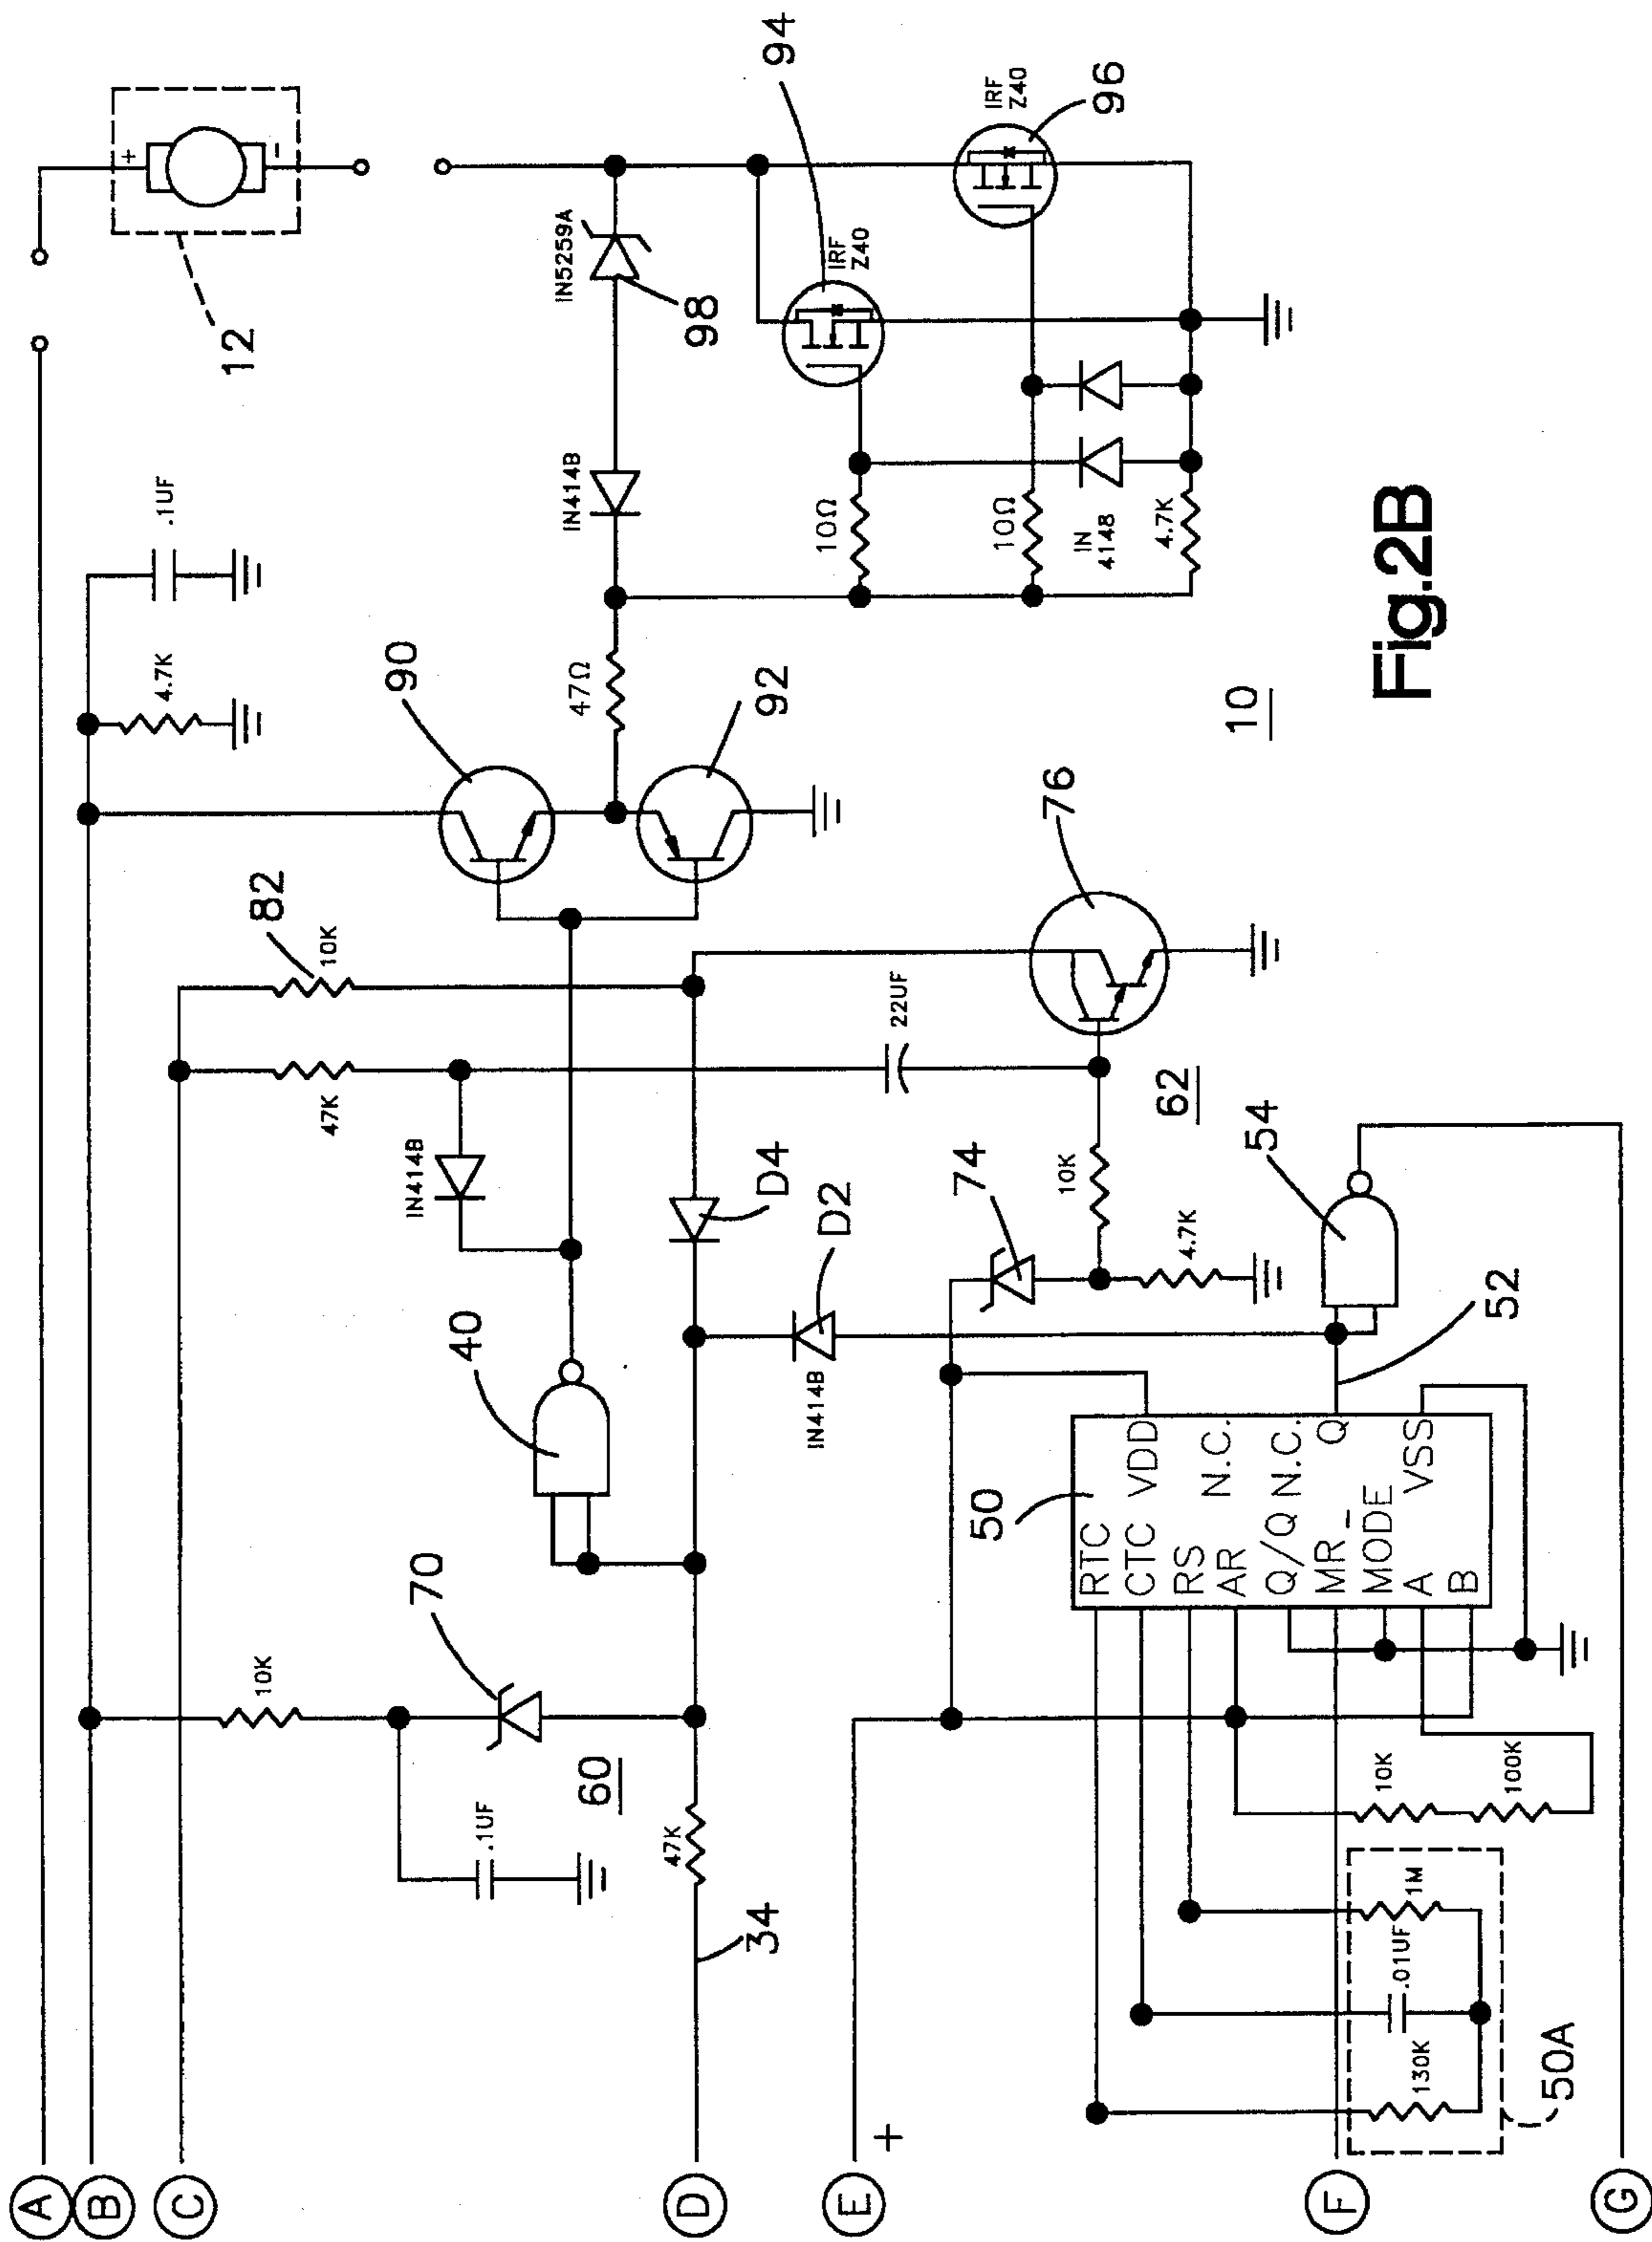 A
B
C
D
E
+
F
G
12
+
-
.1UF
4.7K
90
92
47Ω
IN414B
IN5259A
98
94
IRF
Z40
IRF
Z40
96
10Ω
10Ω
IN
4148
4.7K
82
10K
47K
IN414B
22UF
76
62
40
D4
D2
IN414B
74
10K
4.7K
54
52
10K
70
60
.1UF
47K
34
50
RTC
CTC VDD
RS
AR N.C.
Q/Q̅ N.C.
MR Q
MODE
A VSS
B
10K
100K
1M
.01UF
130K
50A
10
Fig.2B